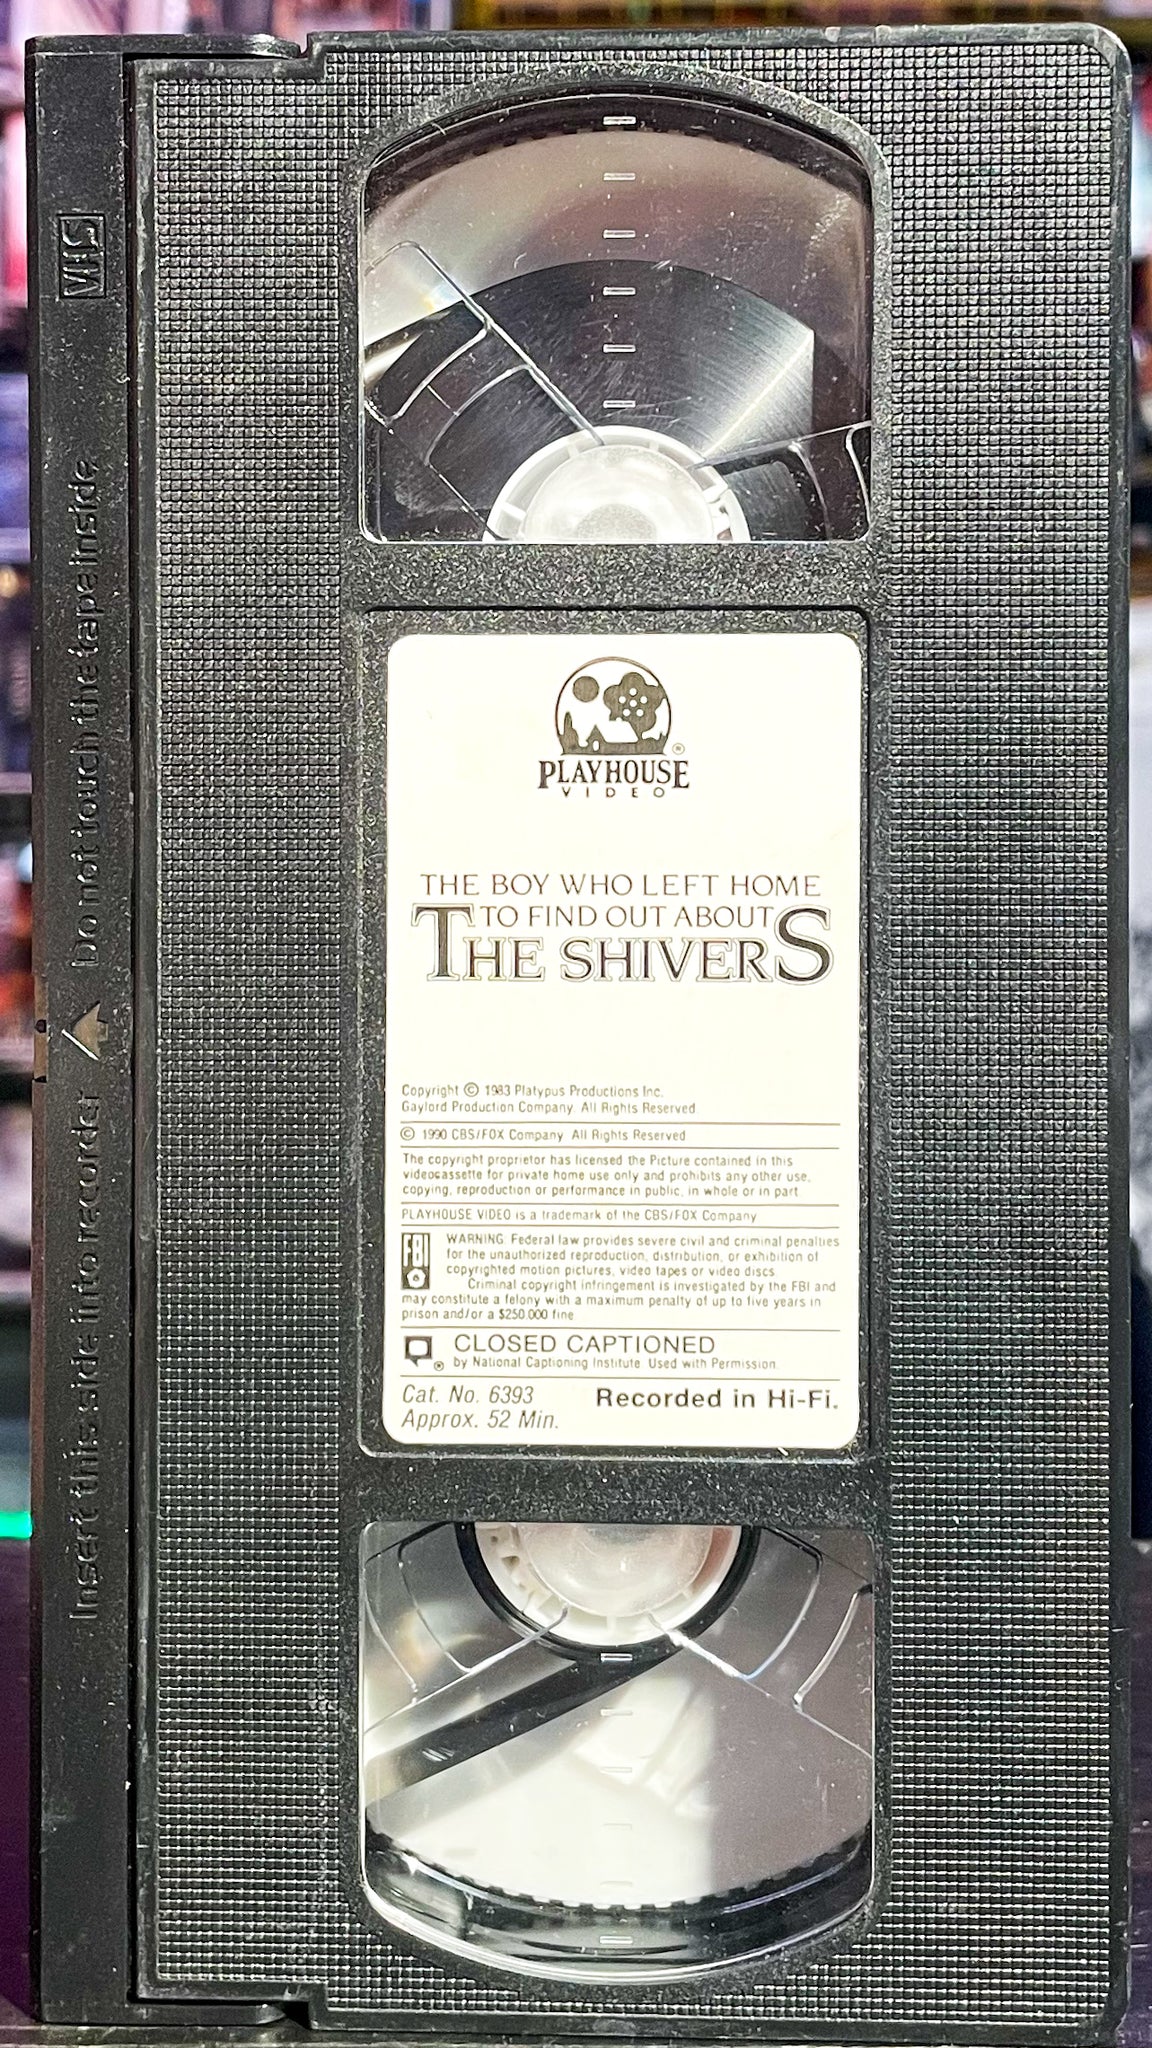 VHS
Do not touch the tape inside
Insert this side into recorder
PLAYHOUSE
VIDEO
®
THE BOY WHO LEFT HOME
TO FIND OUT ABOUT
THE SHIVERS
Copyright © 1983 Platypus Productions Inc.
Gaylord Production Company. All Rights Reserved
© 1990 CBS/FOX Company All Rights Reserved
The copyright proprietor has licensed the Picture contained in this
videocassette for private home use only and prohibits any other use,
copying, reproduction or performance in public, in whole or in part.
PLAYHOUSE VIDEO is a trademark of the CBS/FOX Company
FBI
WARNING: Federal law provides severe civil and criminal penalties
for the unauthorized reproduction, distribution, or exhibition of
copyrighted motion pictures, video tapes or video discs.
Criminal copyright infringement is investigated by the FBI and
may constitute a felony with a maximum penalty of up to five years in
prison and/or a $250,000 fine
CLOSED CAPTIONED
® by National Captioning Institute. Used with Permission.
Cat. No. 6393 Recorded in Hi-Fi.
Approx. 52 Min.